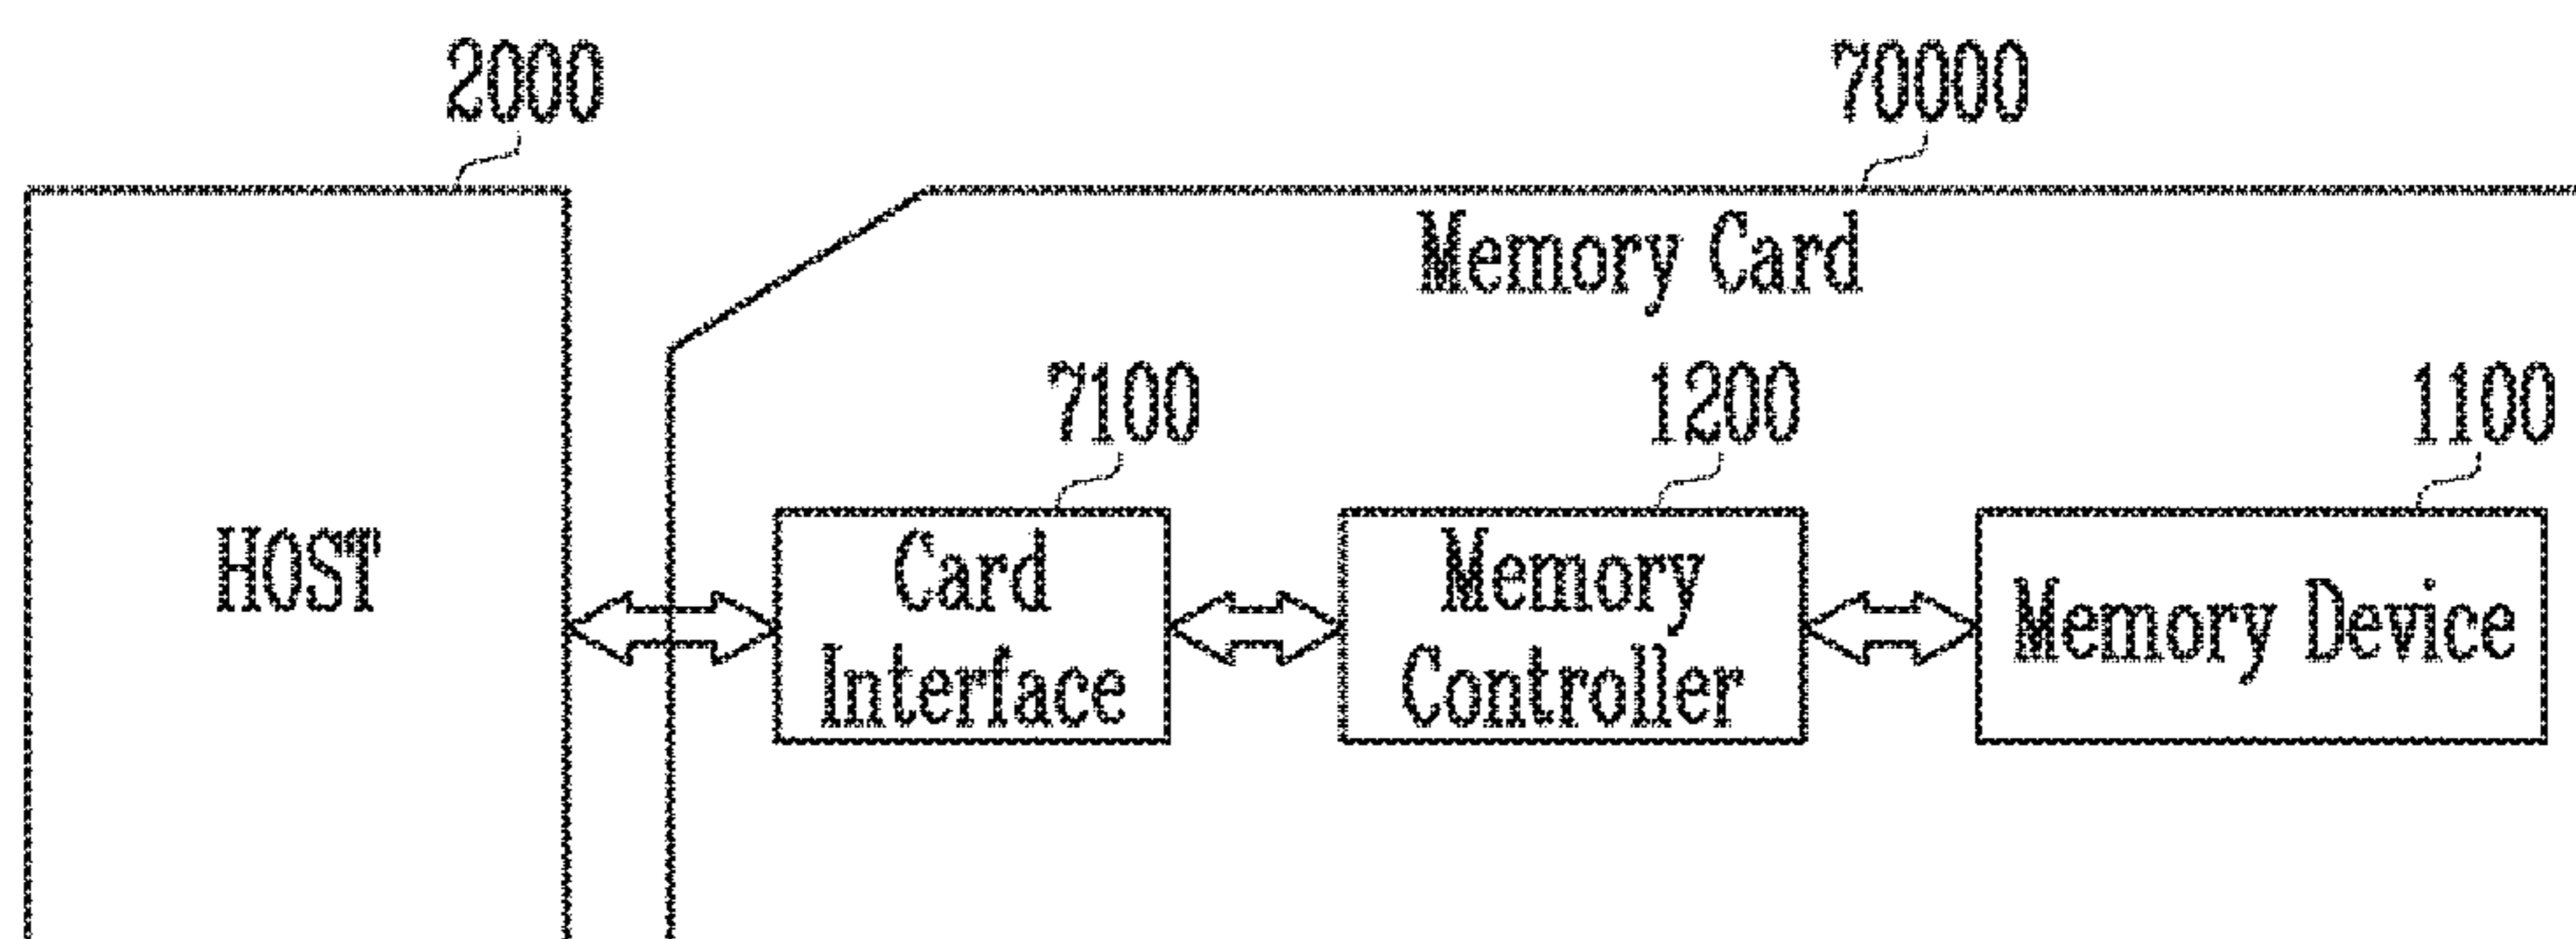 2000
70000
Memory Card
7100
1200
1100
HOST
Card
Interface
Memory
Controller
Memory Device